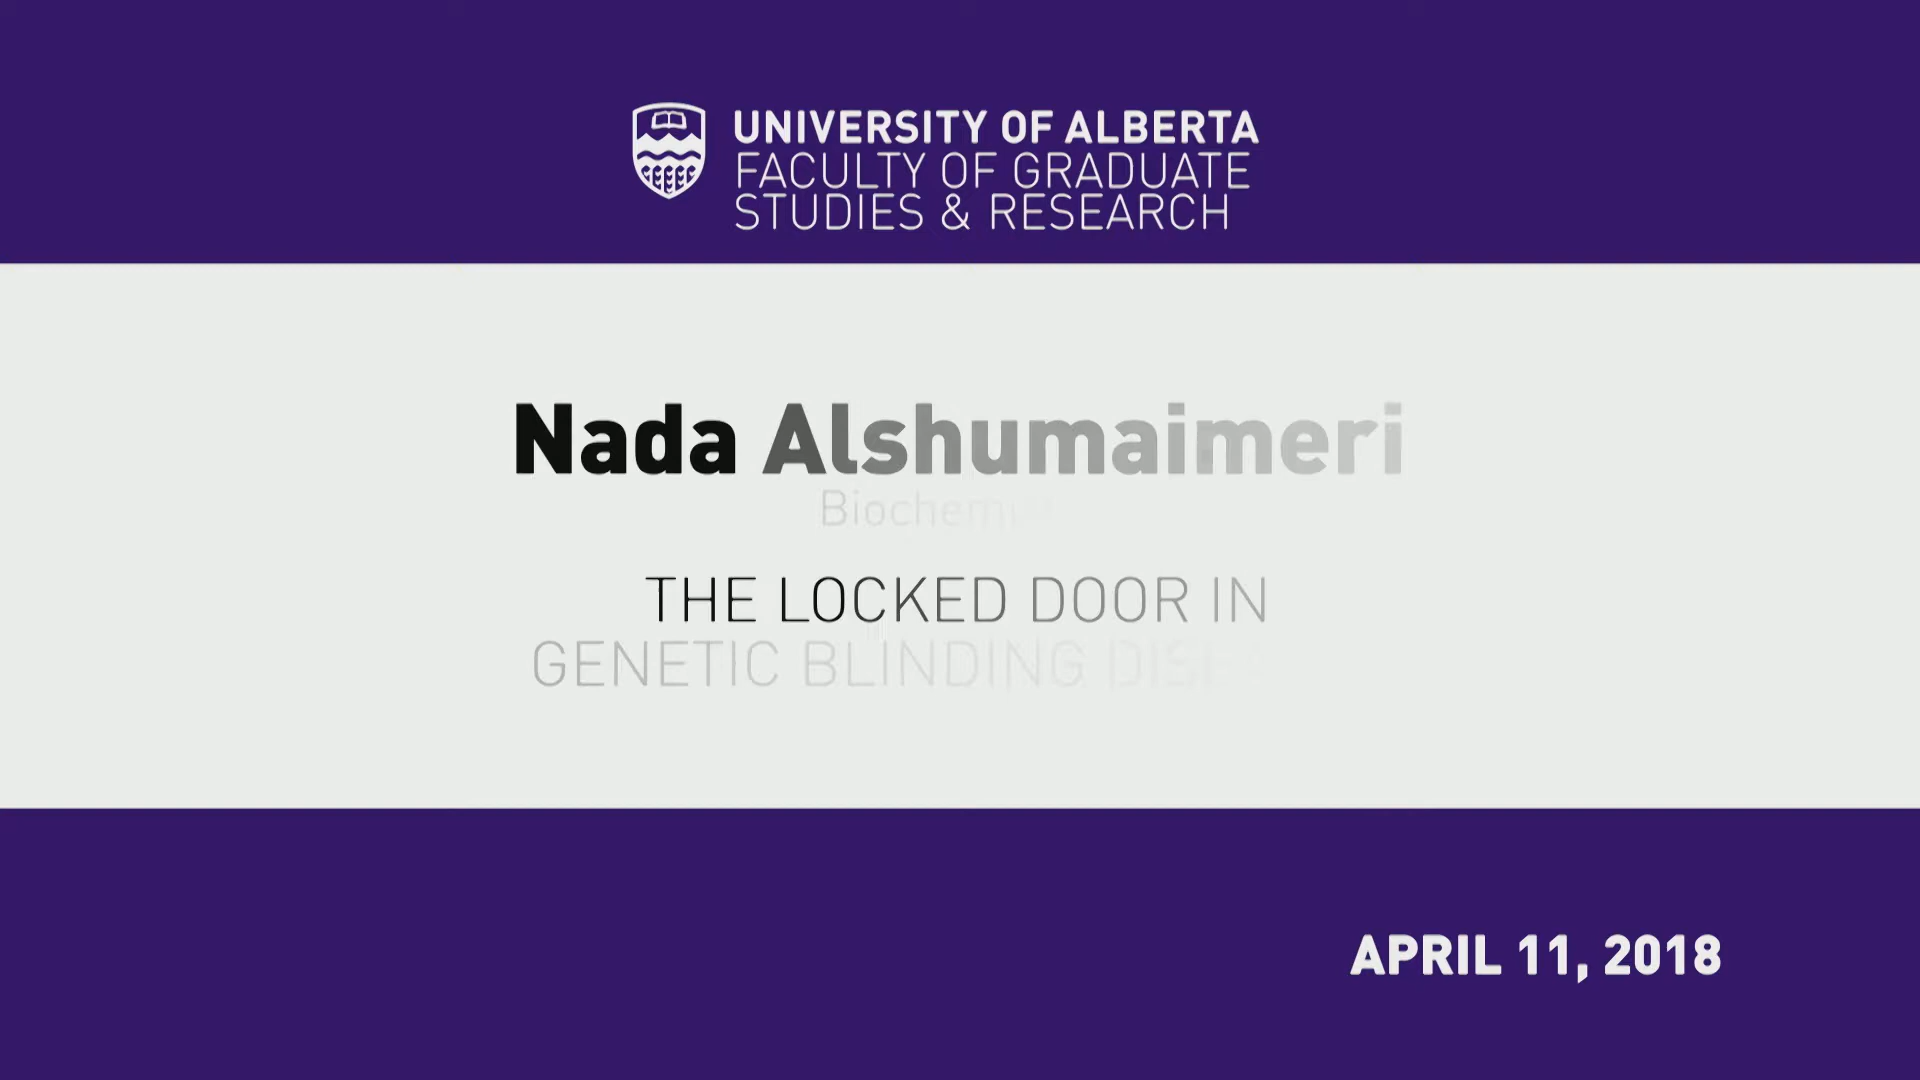 UNIVERSITY OF ALBERTA
FACULTY OF GRADUATE
STUDIES & RESEARCH
Nada Alshumaimeri
THE LOCKED DOOR IN
GENETIC BLINDING
APRIL 11, 2018